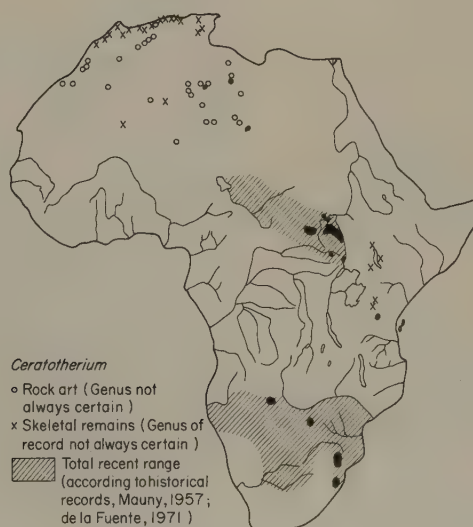 Ceratotherium
○ Rock art (Genus not
always certain)
x Skeletal remains (Genus of
record not always certain)
Total recent range
(according to historical
records, Mauny, 1957;
de la Fuente, 1971)